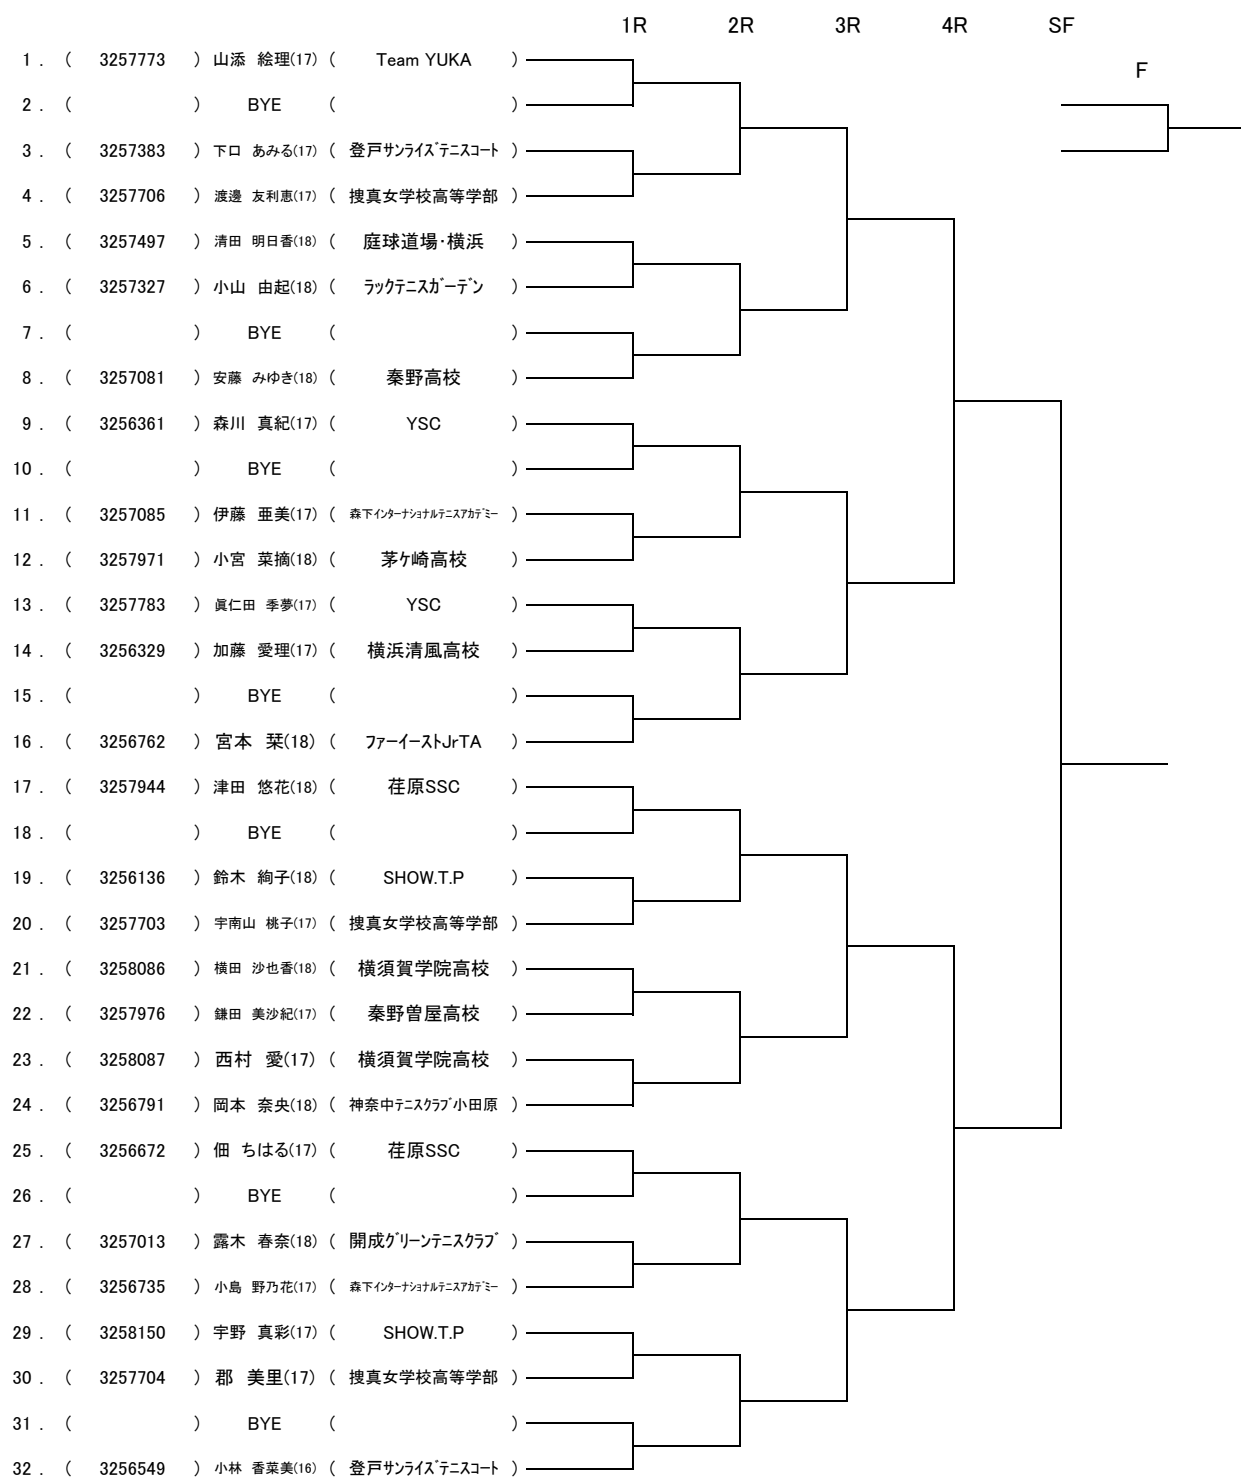 1R 2R 3R 4R SF
F
1 . ( 3257773 ) 山添 絵理(17) ( Team YUKA )
2 . ( ) BYE ( )
3 . ( 3257383 ) 下口 あみる(17) ( 登戸サンライズテニスコート )
4 . ( 3257706 ) 渡邊 友利恵(17) ( 捜真女学校高等学部 )
5 . ( 3257497 ) 清田 明日香(18) ( 庭球道場・横浜 )
6 . ( 3257327 ) 小山 由起(18) ( ラックテニスガーデン )
7 . ( ) BYE ( )
8 . ( 3257081 ) 安藤 みゆき(18) ( 秦野高校 )
9 . ( 3256361 ) 森川 真紀(17) ( YSC )
10 . ( ) BYE ( )
11 . ( 3257085 ) 伊藤 亜美(17) ( 森下インターナショナルテニスアカデミー )
12 . ( 3257971 ) 小宮 菜摘(18) ( 茅ケ崎高校 )
13 . ( 3257783 ) 眞仁田 季夢(17) ( YSC )
14 . ( 3256329 ) 加藤 愛理(17) ( 横浜清風高校 )
15 . ( ) BYE ( )
16 . ( 3256762 ) 宮本 栞(18) ( ファーイーストJrTA )
17 . ( 3257944 ) 津田 悠花(18) ( 荏原SSC )
18 . ( ) BYE ( )
19 . ( 3256136 ) 鈴木 絢子(18) ( SHOW.T.P )
20 . ( 3257703 ) 宇南山 桃子(17) ( 捜真女学校高等学部 )
21 . ( 3258086 ) 横田 沙也香(18) ( 横須賀学院高校 )
22 . ( 3257976 ) 鎌田 美沙紀(17) ( 秦野曽屋高校 )
23 . ( 3258087 ) 西村 愛(17) ( 横須賀学院高校 )
24 . ( 3256791 ) 岡本 奈央(18) ( 神奈中テニスクラブ小田原 )
25 . ( 3256672 ) 佃 ちはる(17) ( 荏原SSC )
26 . ( ) BYE ( )
27 . ( 3257013 ) 露木 春奈(18) ( 開成グリーンテニスクラブ )
28 . ( 3256735 ) 小島 野乃花(17) ( 森下インターナショナルテニスアカデミー )
29 . ( 3258150 ) 宇野 真彩(17) ( SHOW.T.P )
30 . ( 3257704 ) 郡 美里(17) ( 捜真女学校高等学部 )
31 . ( ) BYE ( )
32 . ( 3256549 ) 小林 香菜美(16) ( 登戸サンライズテニスコート )